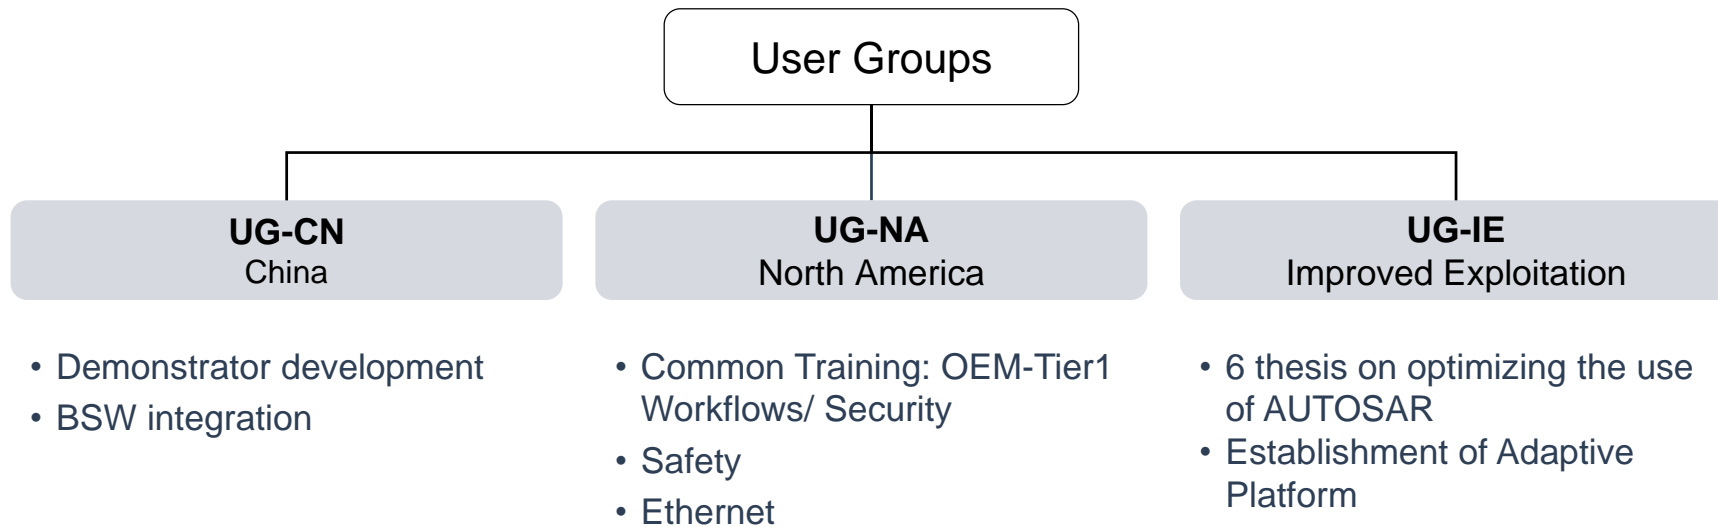 User Groups
UG-CN
China
UG-NA
North America
UG-IE
Improved Exploitation
• Demonstrator development
• BSW integration
• Common Training: OEM-Tier1
Workflows/ Security
• Safety
• Ethernet
• 6 thesis on optimizing the use
of AUTOSAR
• Establishment of Adaptive
Platform